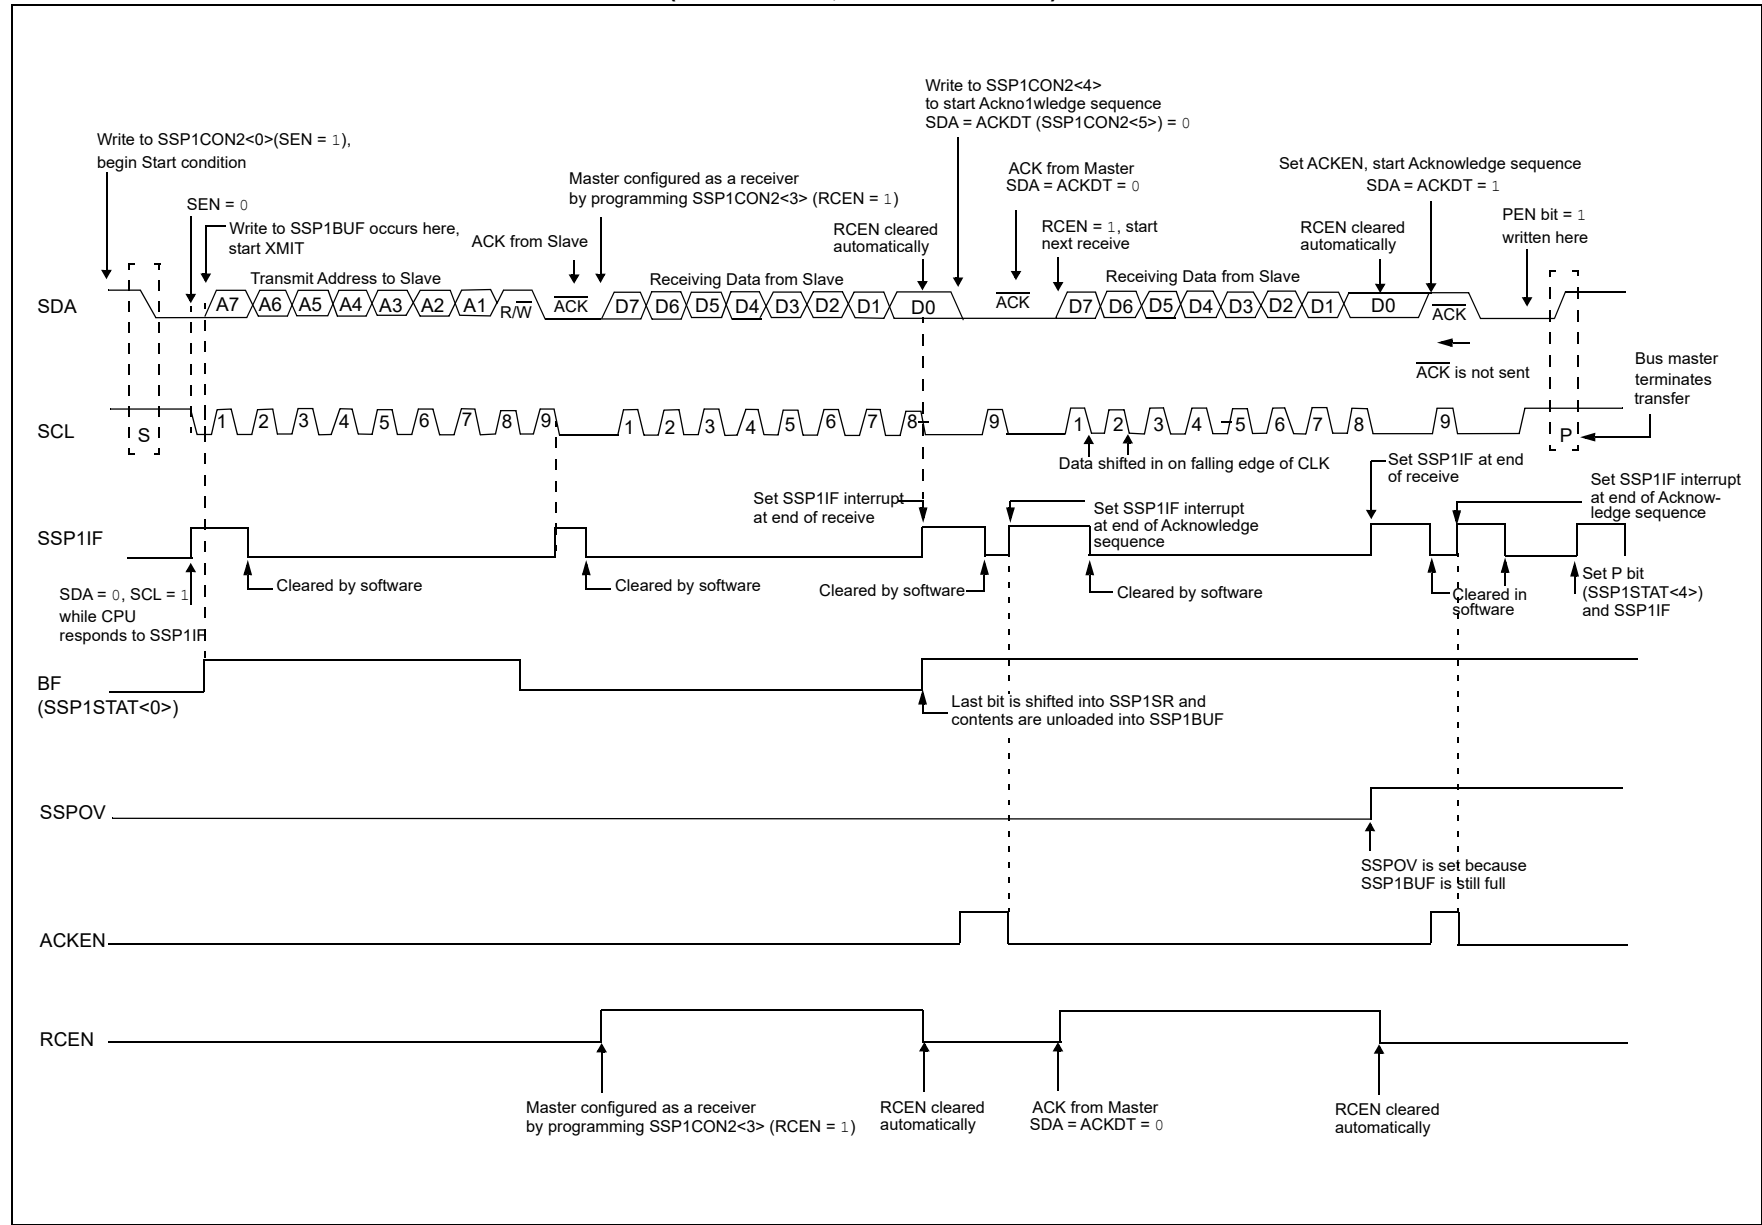 Write to SSP1CON2<4>
to start Ackno1wledge sequence
SDA = ACKDT (SSP1CON2<5>) = 0
Write to SSP1CON2<0>(SEN = 1),
begin Start condition
ACK from Master
SDA = ACKDT = 0
Set ACKEN, start Acknowledge sequence
SDA = ACKDT = 1
Master configured as a receiver
by programming SSP1CON2<3> (RCEN = 1)
SEN = 0
Write to SSP1BUF occurs here,
start XMIT
ACK from Slave
RCEN cleared
automatically
RCEN = 1, start
next receive
RCEN cleared
automatically
PEN bit = 1
written here
Transmit Address to Slave
Receiving Data from Slave
Receiving Data from Slave
SDA
A7 A6 A5 A4 A3 A2 A1 R/W ACK D7 D6 D5 D4 D3 D2 D1 D0 ACK D7 D6 D5 D4 D3 D2 D1 D0 ACK
ACK is not sent
Bus master
terminates
transfer
SCL
S 1 2 3 4 5 6 7 8 9 1 2 3 4 5 6 7 8 9 1 2 3 4 5 6 7 8 9 P
Data shifted in on falling edge of CLK
Set SSP1IF at end
of receive
Set SSP1IF interrupt
at end of receive
Set SSP1IF interrupt
at end of Acknowledge
sequence
Set SSP1IF interrupt
at end of Acknow-
ledge sequence
SSP1IF
Cleared by software
Cleared by software
Cleared by software
Cleared by software
Cleared in
software
Set P bit
(SSP1STAT<4>)
and SSP1IF
SDA = 0, SCL = 1
while CPU
responds to SSP1IF
BF
(SSP1STAT<0>)
Last bit is shifted into SSP1SR and
contents are unloaded into SSP1BUF
SSPOV
SSPOV is set because
SSP1BUF is still full
ACKEN
RCEN
Master configured as a receiver
by programming SSP1CON2<3> (RCEN = 1)
RCEN cleared
automatically
ACK from Master
SDA = ACKDT = 0
RCEN cleared
automatically